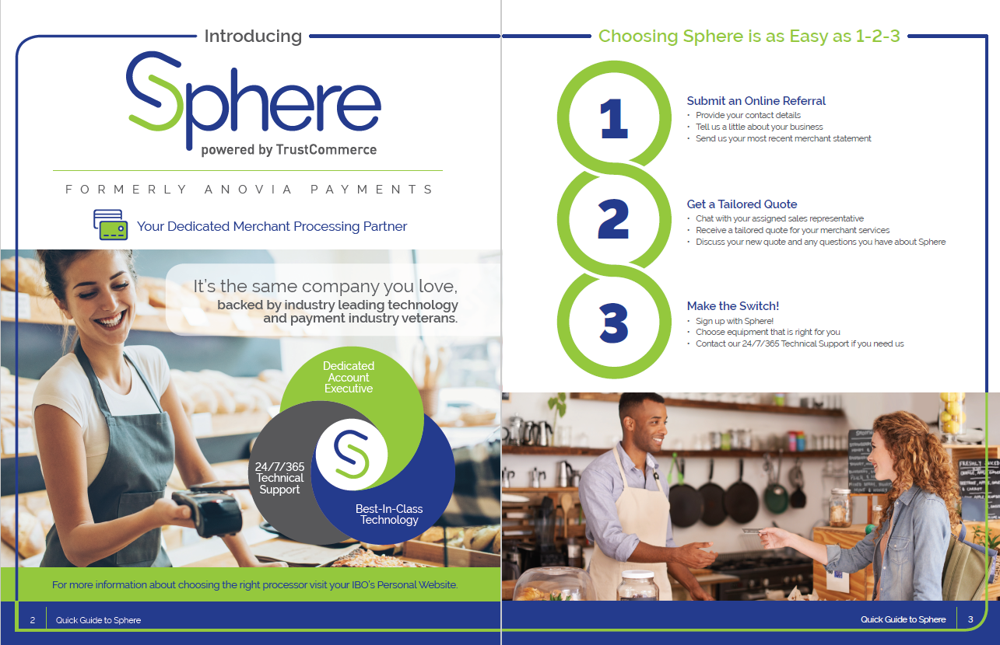 Introducing
Sphere
powered by TrustCommerce
FORMERLY ANOVIA PAYMENTS
Your Dedicated Merchant Processing Partner
It's the same company you love,
backed by industry leading technology
and payment industry veterans.
Dedicated
Account
Executive
24/7/365
Technical
Support
Best-In-Class
Technology
For more information about choosing the right processor visit your IBO's Personal Website.
2
Quick Guide to Sphere
Choosing Sphere is as Easy as 1-2-3
1
Submit an Online Referral
• Provide your contact details
• Tell us a little about your business
• Send us your most recent merchant statement
2
Get a Tailored Quote
• Chat with your assigned sales representative
• Receive a tailored quote for your merchant services
• Discuss your new quote and any questions you have about Sphere
3
Make the Switch!
• Sign up with Sphere!
• Choose equipment that is right for you
• Contact our 24/7/365 Technical Support if you need us
FRESHLY
Quick Guide to Sphere
3